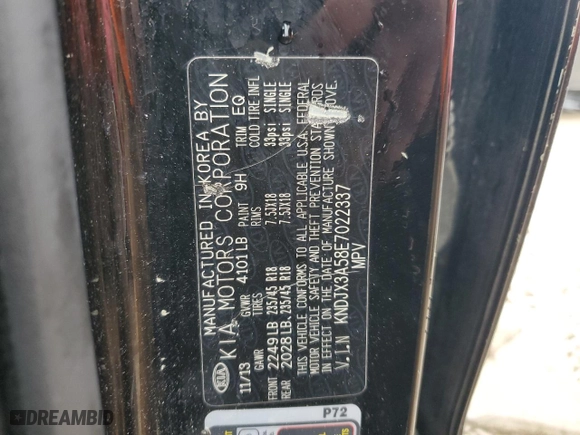 MANUFACTURED IN KOREA BY
KIA KIA MOTORS CORPORATION
11/13 GVWR 4101LB PAINT 9H TRIM EQ
GAWR TIRES RIMS COLD TIRE INFL
FRONT 2249LB 235/45 R18 7.5JX18 33psi SINGLE
REAR 2028LB 235/45 R18 7.5JX18 33psi SINGLE
THIS VEHICLE CONFORMS TO ALL APPLICABLE U.S.A. FEDERAL
MOTOR VEHICLE SAFETY AND THEFT PREVENTION STANDARDS
IN EFFECT ON THE DATE OF MANUFACTURE SHOWN ABOVE.
V.I.N KNDJX3A58E7022337
MPV
P72
DREAMBID